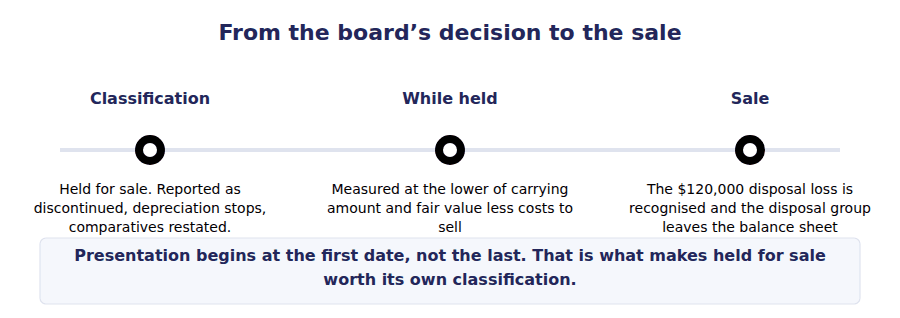 From the board’s decision to the sale
Classification
While held
Sale
Held for sale. Reported as
discontinued, depreciation stops,
comparatives restated.
Measured at the lower of carrying
amount and fair value less costs to
sell
The $120,000 disposal loss is
recognised and the disposal group
leaves the balance sheet
Presentation begins at the first date, not the last. That is what makes held for sale
worth its own classification.